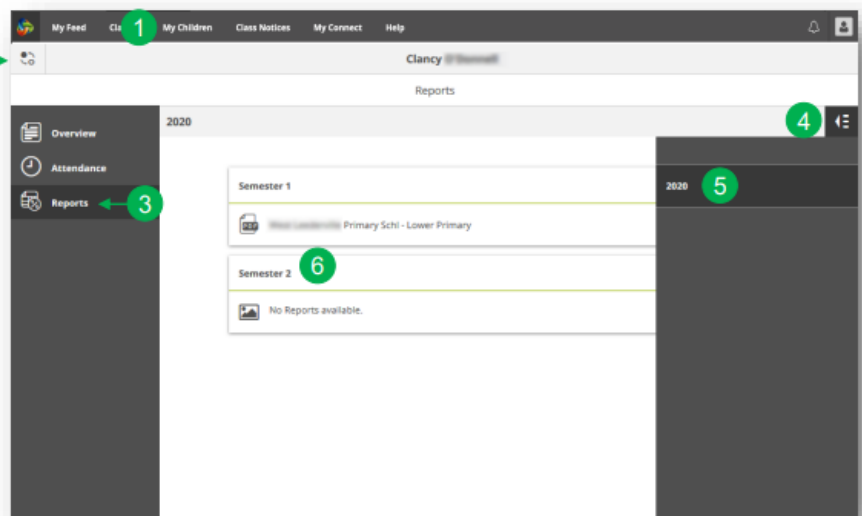 My Feed Cla 1 My Children Class Notices My Connect Help
Clancy
Reports
2020
4
Overview
Attendance
Reports 3
Semester 1
Primary Schl - Lower Primary
Semester 2 6
No Reports available.
2020 5